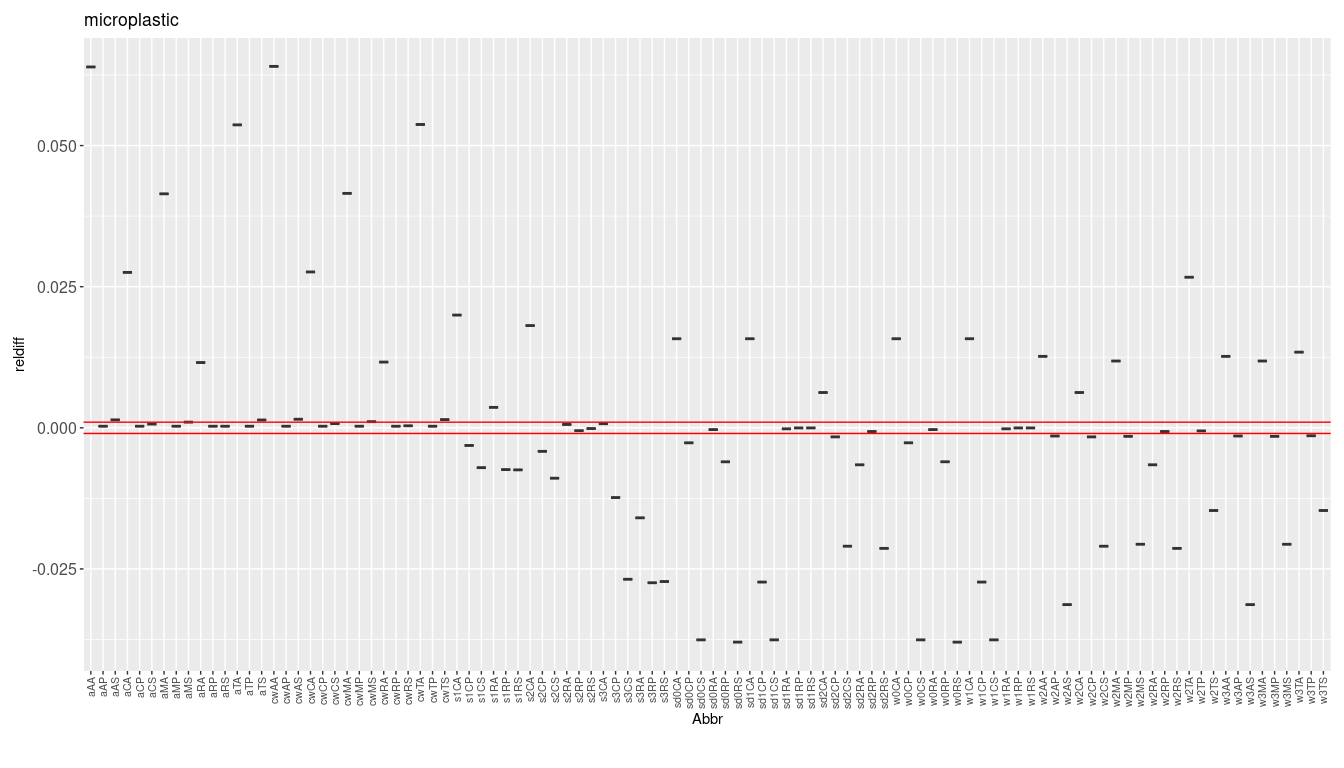 microplastic
reldiff
0.050
0.025
0.000
-0.025
aAA aAP aAS aCA aCP aCS aMA aMP aMS aRA aRP aRS aTA aTP aTS cwAA cwAP cwAS cwCA cwCP cwCS cwMA cwMP cwMS cwRA cwRP cwRS cwTA cwTP cwTS s1CA s1CP s1CS s1RA s1RP s1RS s2CA s2CP s2CS s2RA s2RP s2RS s3CA s3CP s3CS s3RA s3RP s3RS sd0CA sd0CP sd0CS sd0RA sd0RP sd0RS sd1CA sd1CP sd1CS sd1RA sd1RP sd1RS sd2CA sd2CP sd2CS sd2RA sd2RP sd2RS w0CA w0CP w0CS w0RA w0RP w0RS w1CA w1CP w1CS w1RA w1RP w1RS w2AA w2AP w2AS w2CA w2CP w2CS w2MA w2MP w2MS w2RA w2RP w2RS w2TA w2TP w2TS w3AA w3AP w3AS w3MA w3MP w3MS w3TA w3TP w3TS
Abbr